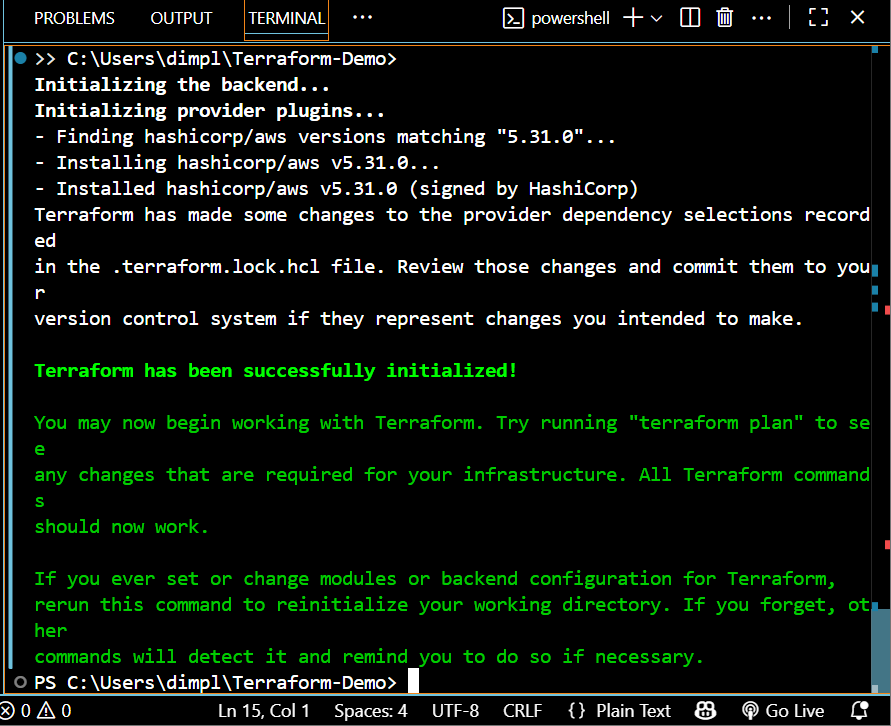 PROBLEMS OUTPUT TERMINAL ... powershell
>> C:\Users\dimpl\Terraform-Demo>
Initializing the backend...
Initializing provider plugins...
- Finding hashicorp/aws versions matching "5.31.0"...
- Installing hashicorp/aws v5.31.0...
- Installed hashicorp/aws v5.31.0 (signed by HashiCorp)
Terraform has made some changes to the provider dependency selections record
ed
in the .terraform.lock.hcl file. Review those changes and commit them to you
r
version control system if they represent changes you intended to make.
Terraform has been successfully initialized!
You may now begin working with Terraform. Try running "terraform plan" to se
e
any changes that are required for your infrastructure. All Terraform command
s
should now work.
If you ever set or change modules or backend configuration for Terraform,
rerun this command to reinitialize your working directory. If you forget, ot
her
commands will detect it and remind you to do so if necessary.
PS C:\Users\dimpl\Terraform-Demo>
0 0 Ln 15, Col 1 Spaces: 4 UTF-8 CRLF {} Plain Text Go Live